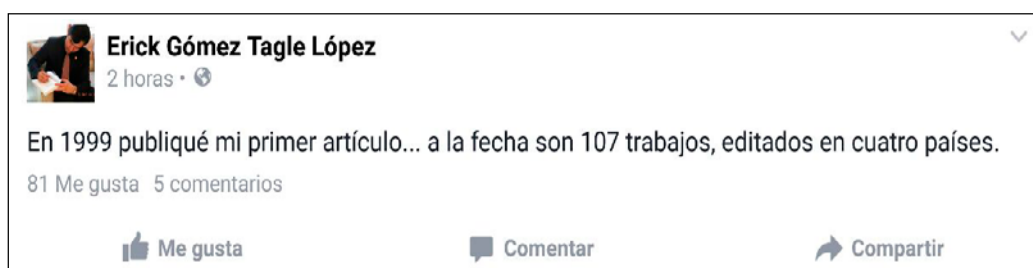 Erick Gómez Tagle López
2 horas ·
En 1999 publiqué mi primer artículo... a la fecha son 107 trabajos, editados en cuatro países.
81 Me gusta 5 comentarios
Me gusta Comentar Compartir